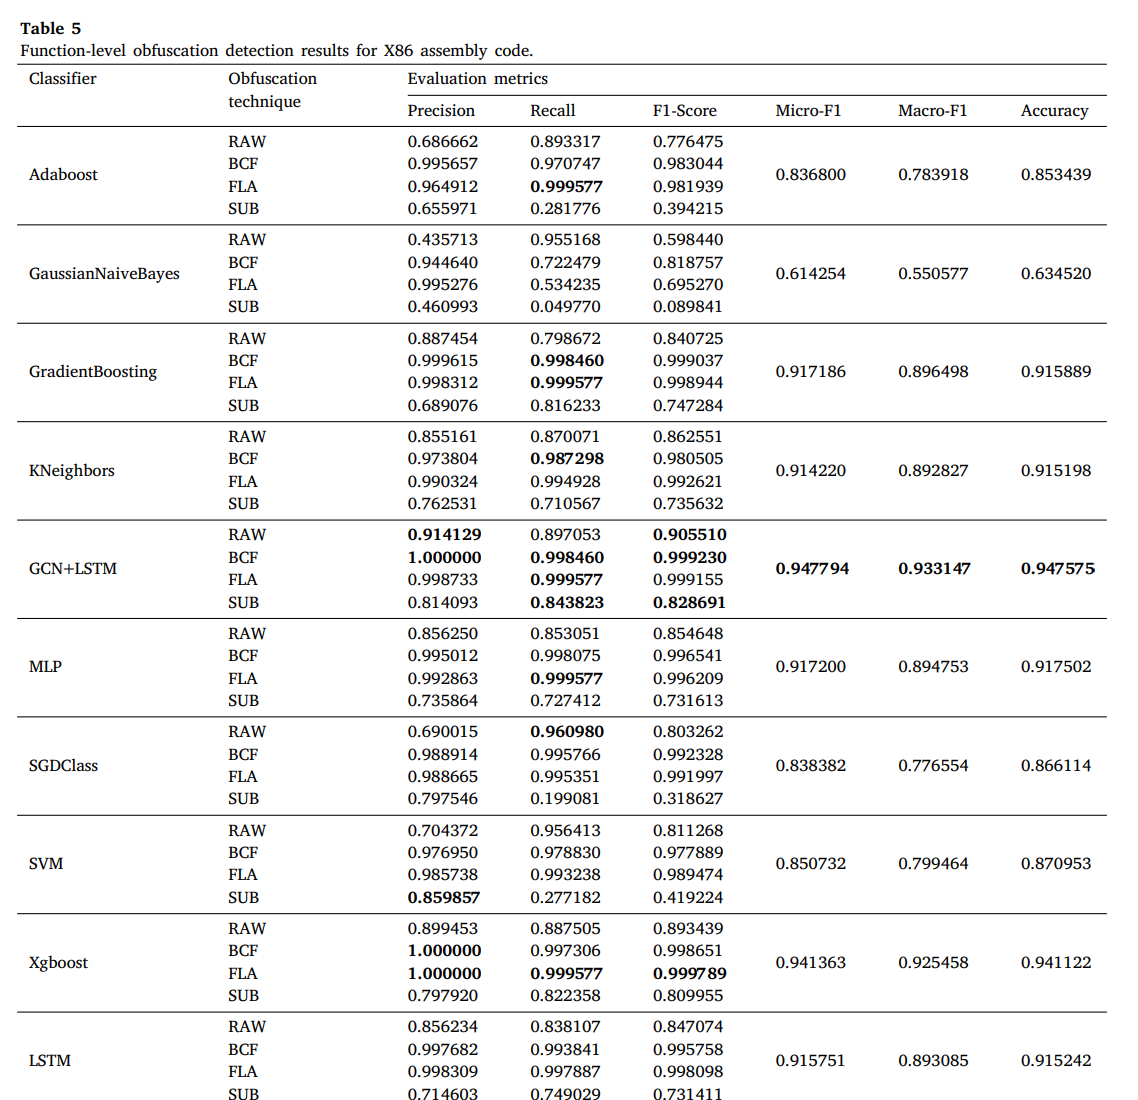 Table 5
Function-level obfuscation detection results for X86 assembly code.
Classifier Obfuscation technique Evaluation metrics
Precision Recall F1-Score Micro-F1 Macro-F1 Accuracy
Adaboost RAW 0.686662 0.893317 0.776475 0.836800 0.783918 0.853439
BCF 0.995657 0.970747 0.983044
FLA 0.964912 0.999577 0.981939
SUB 0.655971 0.281776 0.394215
GaussianNaiveBayes RAW 0.435713 0.955168 0.598440 0.614254 0.550577 0.634520
BCF 0.944640 0.722479 0.818757
FLA 0.995276 0.534235 0.695270
SUB 0.460993 0.049770 0.089841
GradientBoosting RAW 0.887454 0.798672 0.840725 0.917186 0.896498 0.915889
BCF 0.999615 0.998460 0.999037
FLA 0.998312 0.999577 0.998944
SUB 0.689076 0.816233 0.747284
KNeighbors RAW 0.855161 0.870071 0.862551 0.914220 0.892827 0.915198
BCF 0.973804 0.987298 0.980505
FLA 0.990324 0.994928 0.992621
SUB 0.762531 0.710567 0.735632
GCN+LSTM RAW 0.914129 0.897053 0.905510 0.947794 0.933147 0.947575
BCF 1.000000 0.998460 0.999230
FLA 0.998733 0.999577 0.999155
SUB 0.814093 0.843823 0.828691
MLP RAW 0.856250 0.853051 0.854648 0.917200 0.894753 0.917502
BCF 0.995012 0.998075 0.996541
FLA 0.992863 0.999577 0.996209
SUB 0.735864 0.727412 0.731613
SGDClass RAW 0.690015 0.960980 0.803262 0.838382 0.776554 0.866114
BCF 0.988914 0.995766 0.992328
FLA 0.988665 0.995351 0.991997
SUB 0.797546 0.199081 0.318627
SVM RAW 0.704372 0.956413 0.811268 0.850732 0.799464 0.870953
BCF 0.976950 0.978830 0.977889
FLA 0.985738 0.993238 0.989474
SUB 0.859857 0.277182 0.419224
Xgboost RAW 0.899453 0.887505 0.893439 0.941363 0.925458 0.941122
BCF 1.000000 0.997306 0.998651
FLA 1.000000 0.999577 0.999789
SUB 0.797920 0.822358 0.809955
LSTM RAW 0.856234 0.838107 0.847074 0.915751 0.893085 0.915242
BCF 0.997682 0.993841 0.995758
FLA 0.998309 0.997887 0.998098
SUB 0.714603 0.749029 0.731411